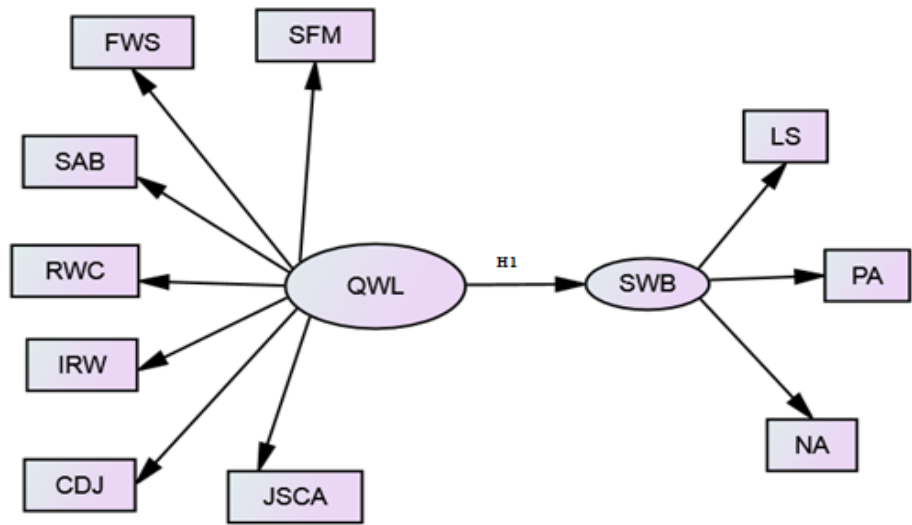 FWS
SFM
SAB
LS
RWC
QWL
H1
SWB
PA
IRW
NA
CDJ
JSCA